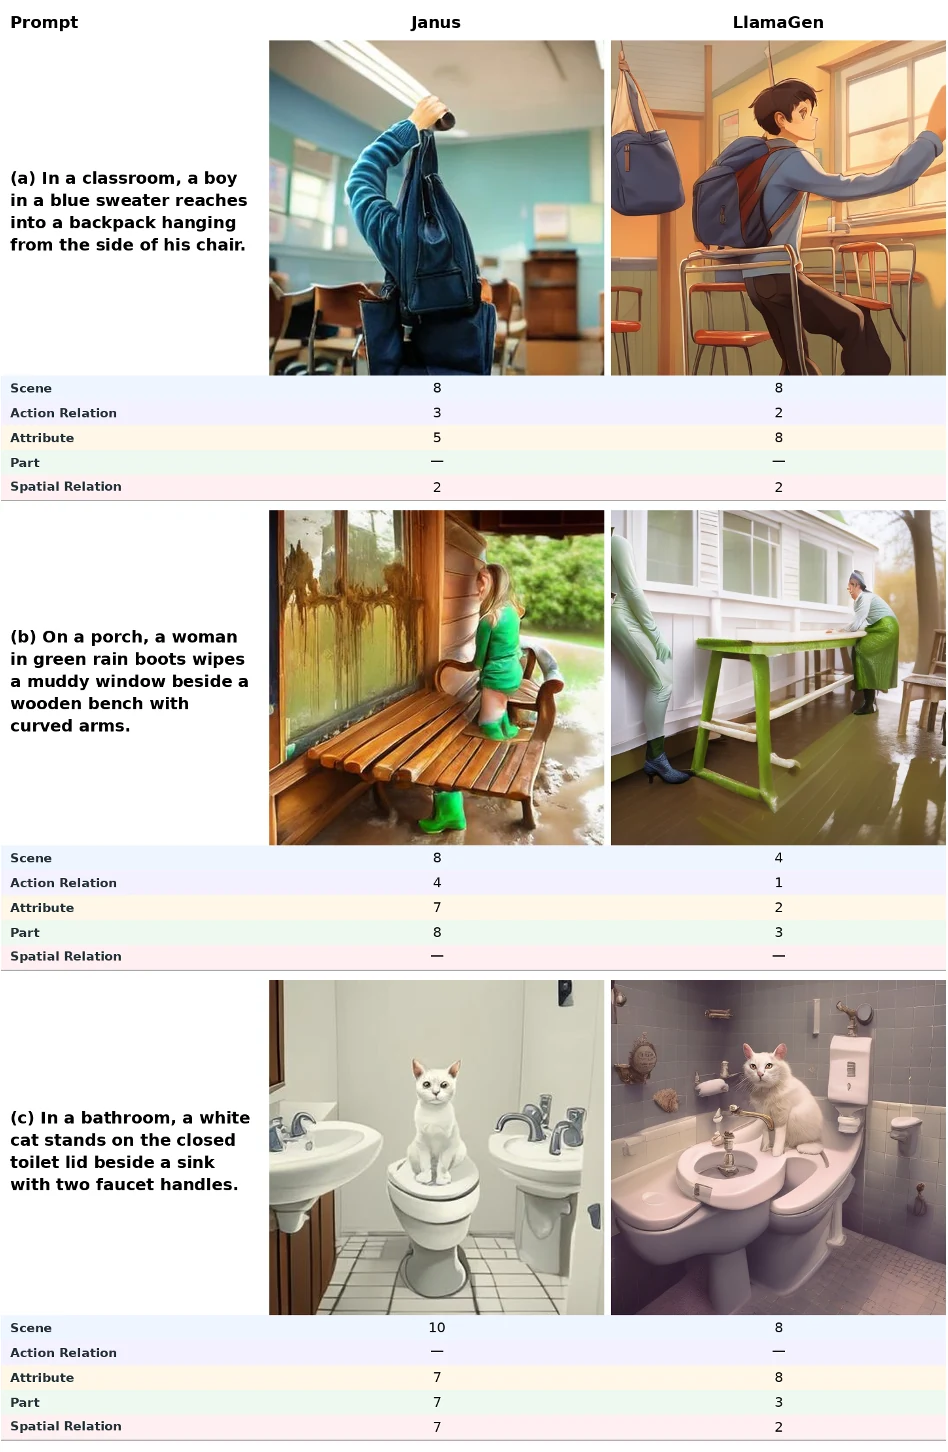 Prompt Janus LlamaGen
(a) In a classroom, a boy
in a blue sweater reaches
into a backpack hanging
from the side of his chair.
Scene 8 8
Action Relation 3 2
Attribute 5 8
Part — —
Spatial Relation 2 2
(b) On a porch, a woman
in green rain boots wipes
a muddy window beside a
wooden bench with
curved arms.
Scene 8 4
Action Relation 4 1
Attribute 7 2
Part 8 3
Spatial Relation — —
(c) In a bathroom, a white
cat stands on the closed
toilet lid beside a sink
with two faucet handles.
Scene 10 8
Action Relation — —
Attribute 7 8
Part 7 3
Spatial Relation 7 2